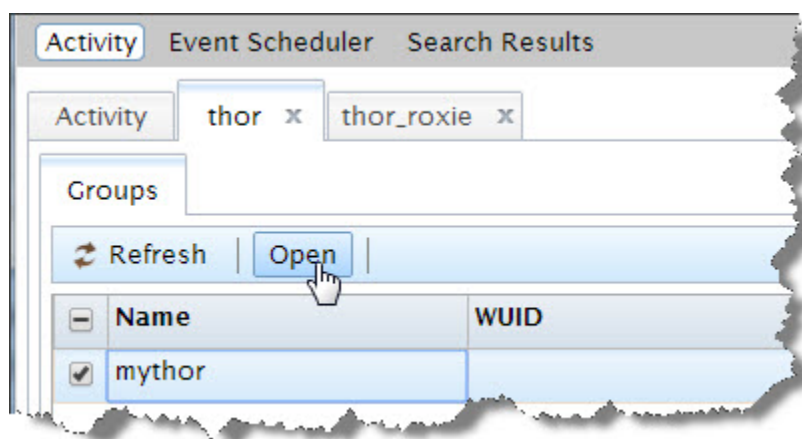 Activity Event Scheduler Search Results
Activity thor x thor_roxie x
Groups
Refresh Open
Name WUID
mythor